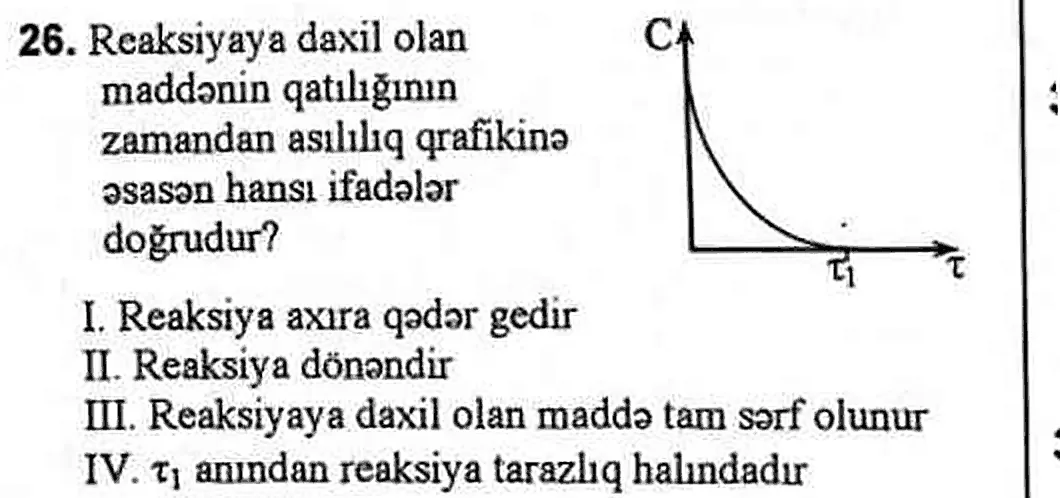 26. Reaksiyaya daxil olan
maddənin qatılığının
zamandan asılılıq qrafikinə
əsasən hansı ifadələr
doğrudur?
C
τ₁ τ
I. Reaksiya axıra qədər gedir
II. Reaksiya dönəndir
III. Reaksiyaya daxil olan maddə tam sərf olunur
IV. τ₁ anından reaksiya tarazlıq halındadır